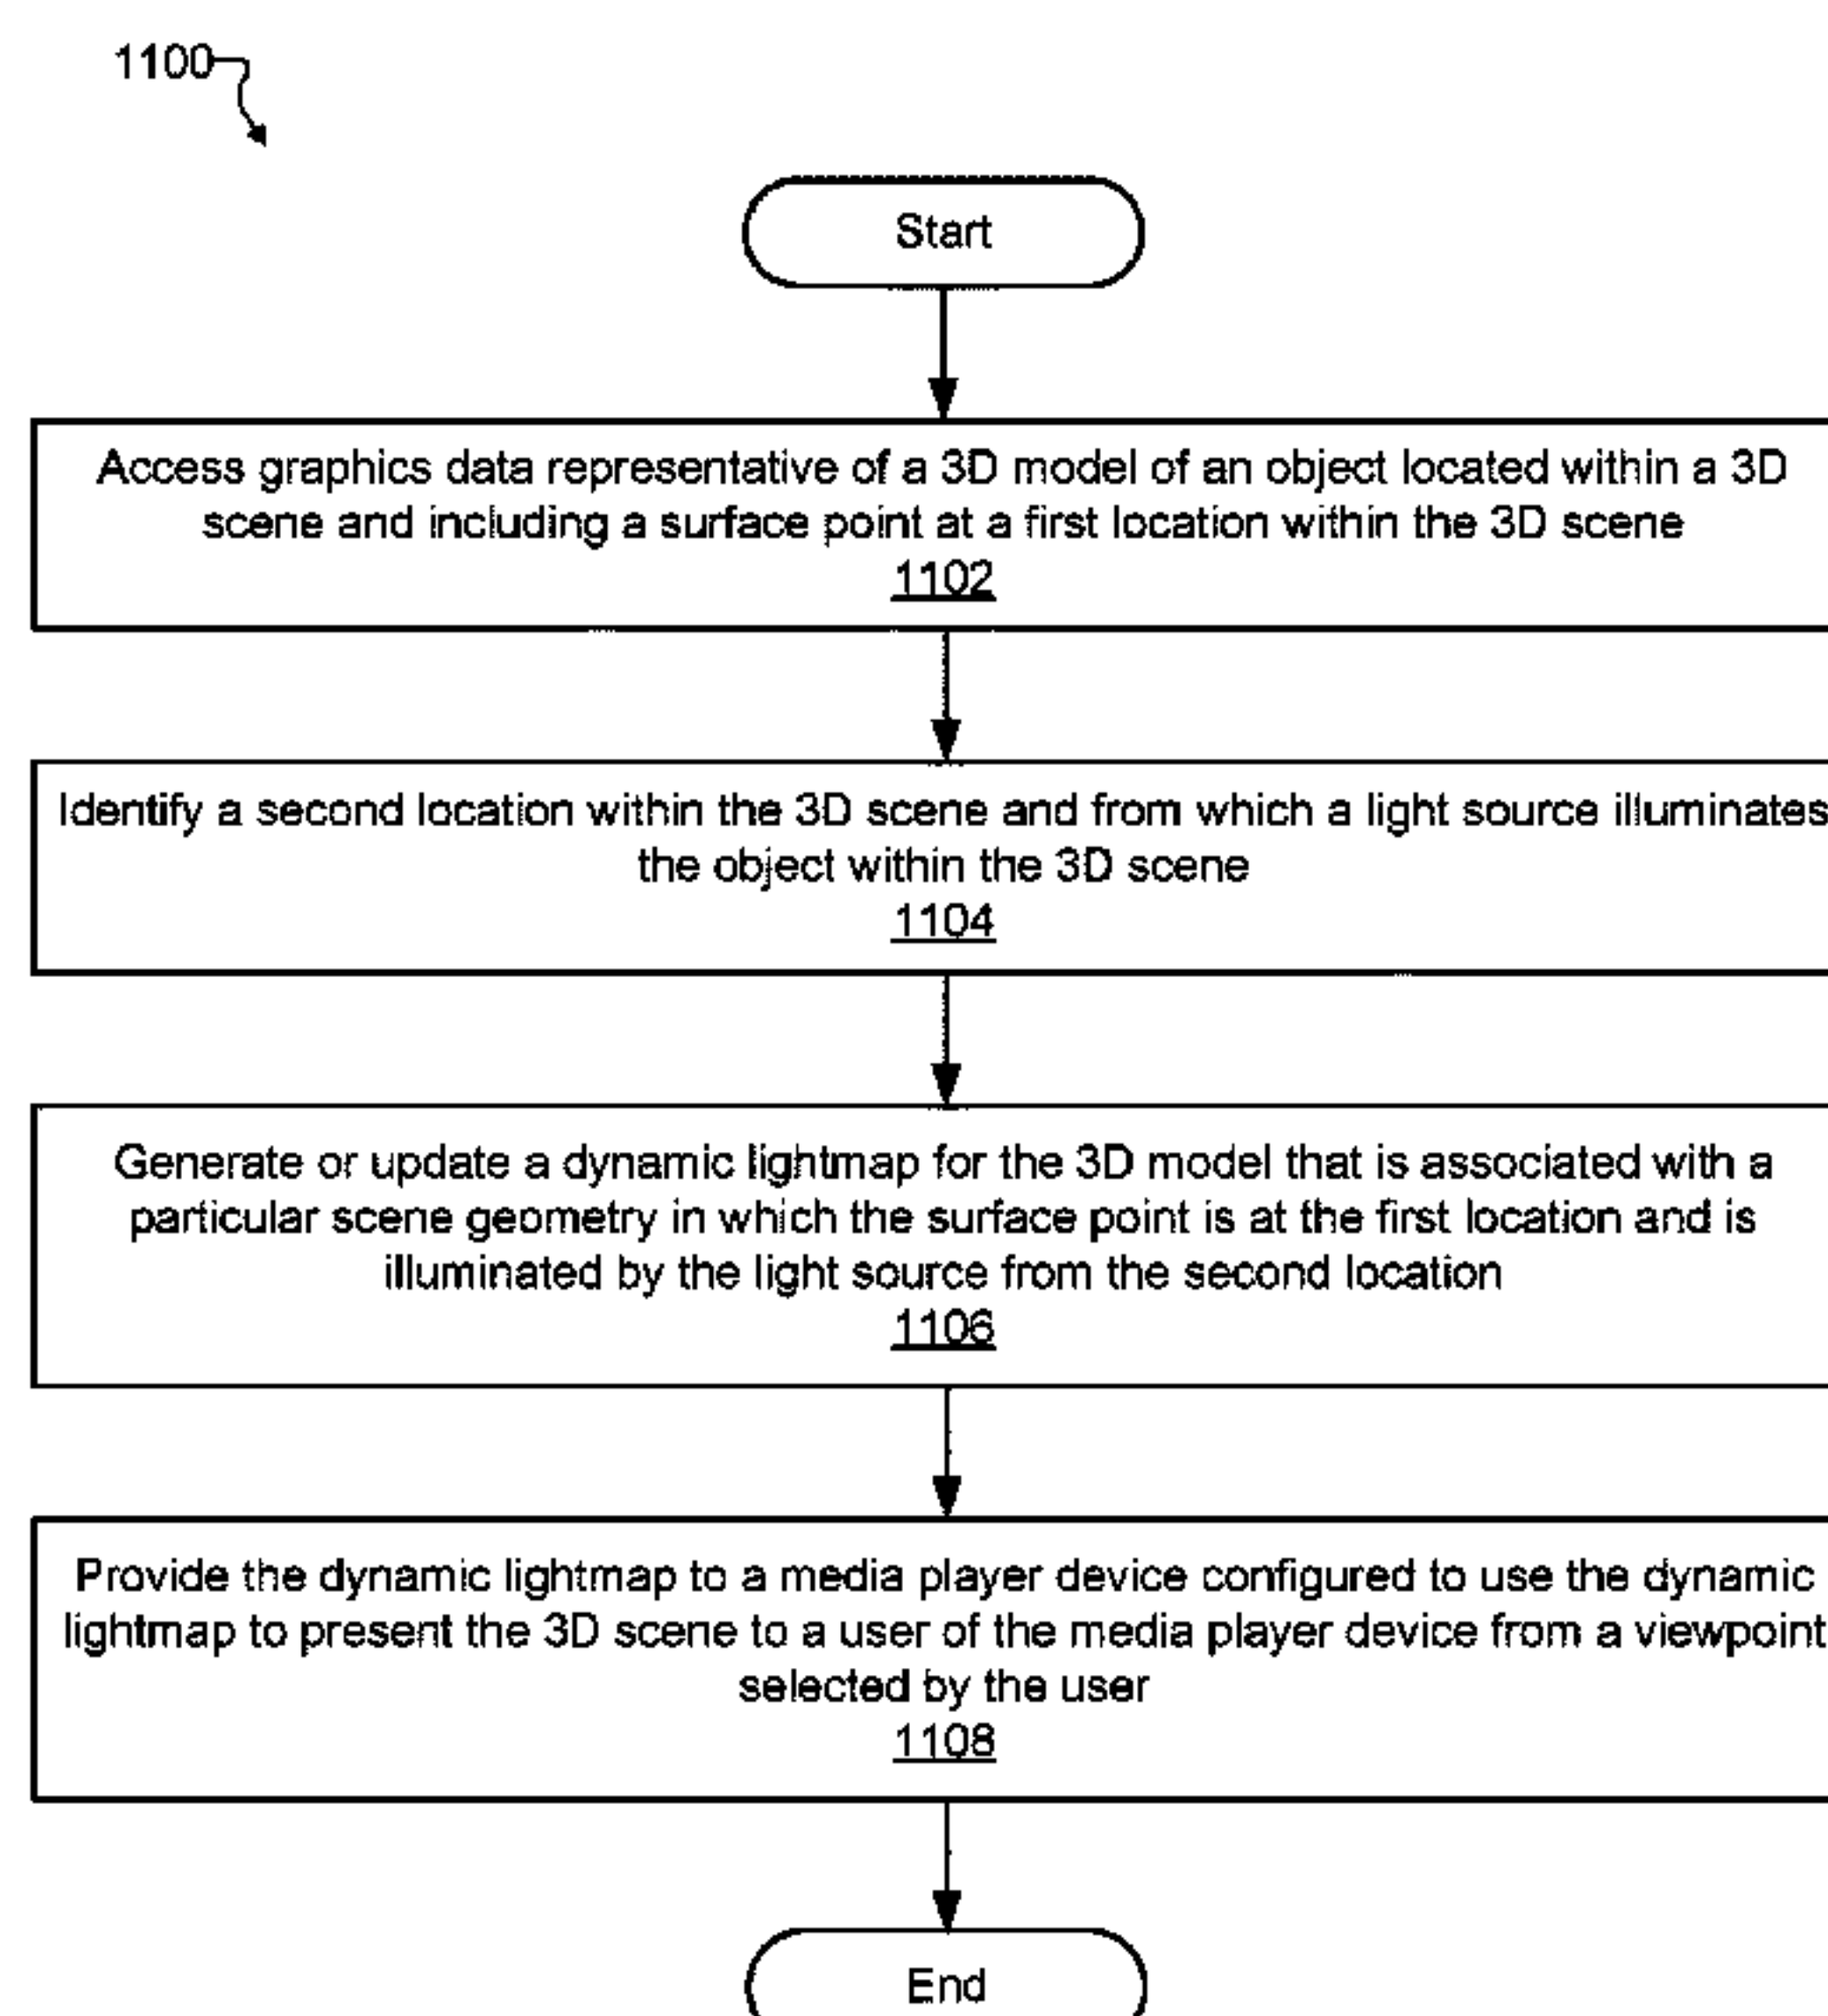 1100
Start
Access graphics data representative of a 3D model of an object located within a 3D
scene and including a surface point at a first location within the 3D scene
1102
Identify a second location within the 3D scene and from which a light source illuminates
the object within the 3D scene
1104
Generate or update a dynamic lightmap for the 3D model that is associated with a
particular scene geometry in which the surface point is at the first location and is
illuminated by the light source from the second location
1106
Provide the dynamic lightmap to a media player device configured to use the dynamic
lightmap to present the 3D scene to a user of the media player device from a viewpoint
selected by the user
1108
End